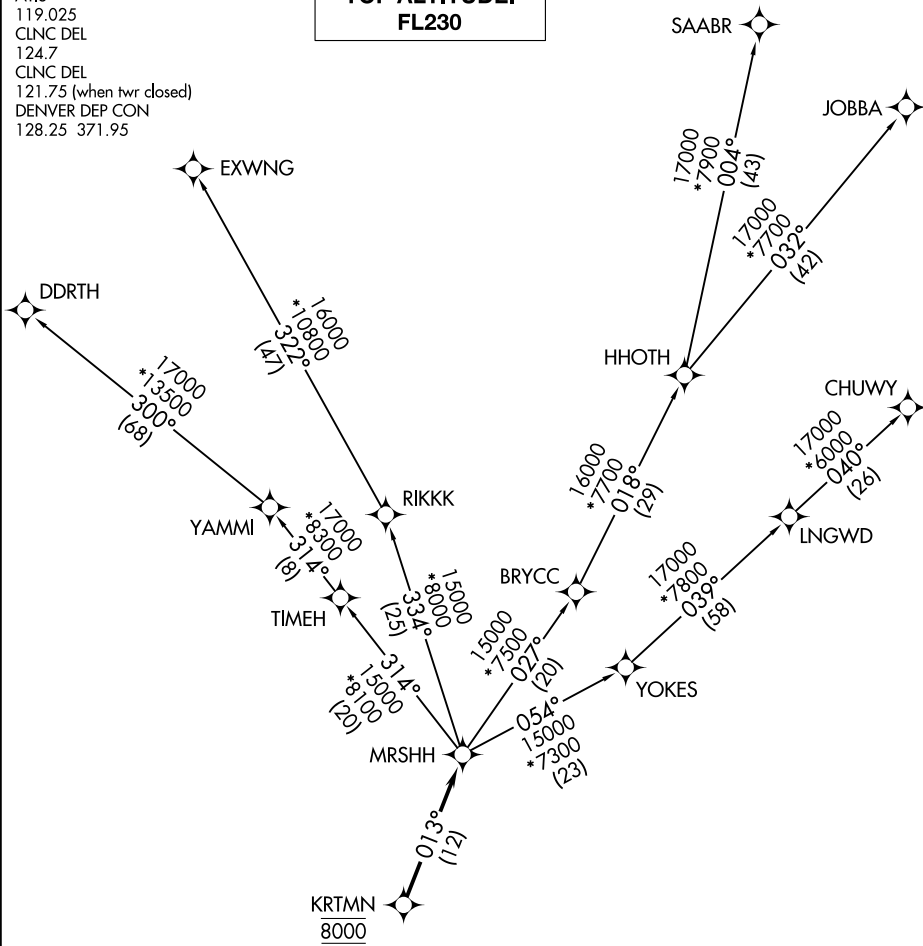 119.025
CLNC DEL
124.7
CLNC DEL
121.75 (when twr closed)
DENVER DEP CON
128.25 371.95
TOP ALTITUDE:
FL230
SAABR
JOBBA
17000
*7900
004°
(43)
17000
*7700
032°
(42)
EXWNG
DDRTH
16000
*10800
322°
(47)
17000
*13500
300°
(68)
HHOTH
CHUWY
17000
*6000
040°
(26)
16000
*7700
018°
(29)
RIKKK
YAMMI
LNGWD
17000
*8300
314°
(8)
17000
*7800
039°
(58)
BRYCC
TIMEH
15000
*8000
334°
(25)
15000
*7500
027°
(20)
314°
15000
*8100
(20)
YOKES
054°
15000
*7300
(23)
MRSHH
013°
(12)
KRTMN
8000